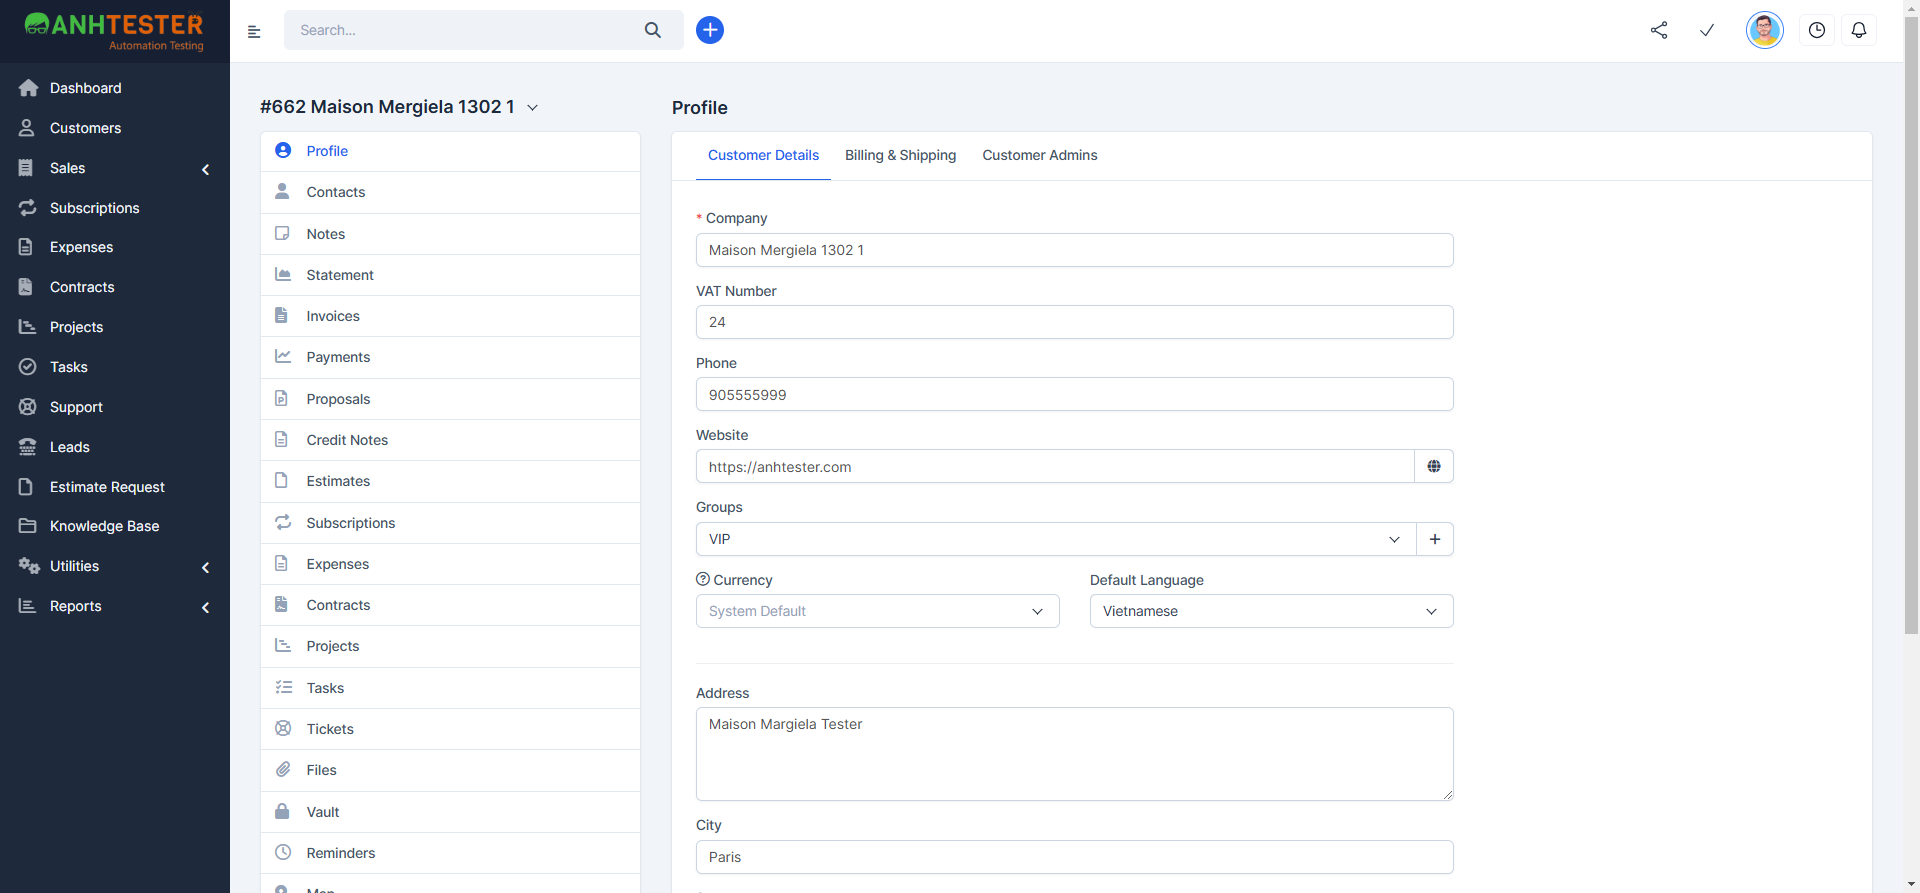 ANHTESTER
Automation Testing
Search...
Dashboard
Customers
Sales
Subscriptions
Expenses
Contracts
Projects
Tasks
Support
Leads
Estimate Request
Knowledge Base
Utilities
Reports
#662 Maison Mergiela 1302 1
Profile
Contacts
Notes
Statement
Invoices
Payments
Proposals
Credit Notes
Estimates
Subscriptions
Expenses
Contracts
Projects
Tasks
Tickets
Files
Vault
Reminders
Map
Profile
Customer Details
Billing & Shipping
Customer Admins
* Company
Maison Mergiela 1302 1
VAT Number
24
Phone
905555999
Website
https://anhtester.com
Groups
VIP
Currency
System Default
Default Language
Vietnamese
Address
Maison Margiela Tester
City
Paris